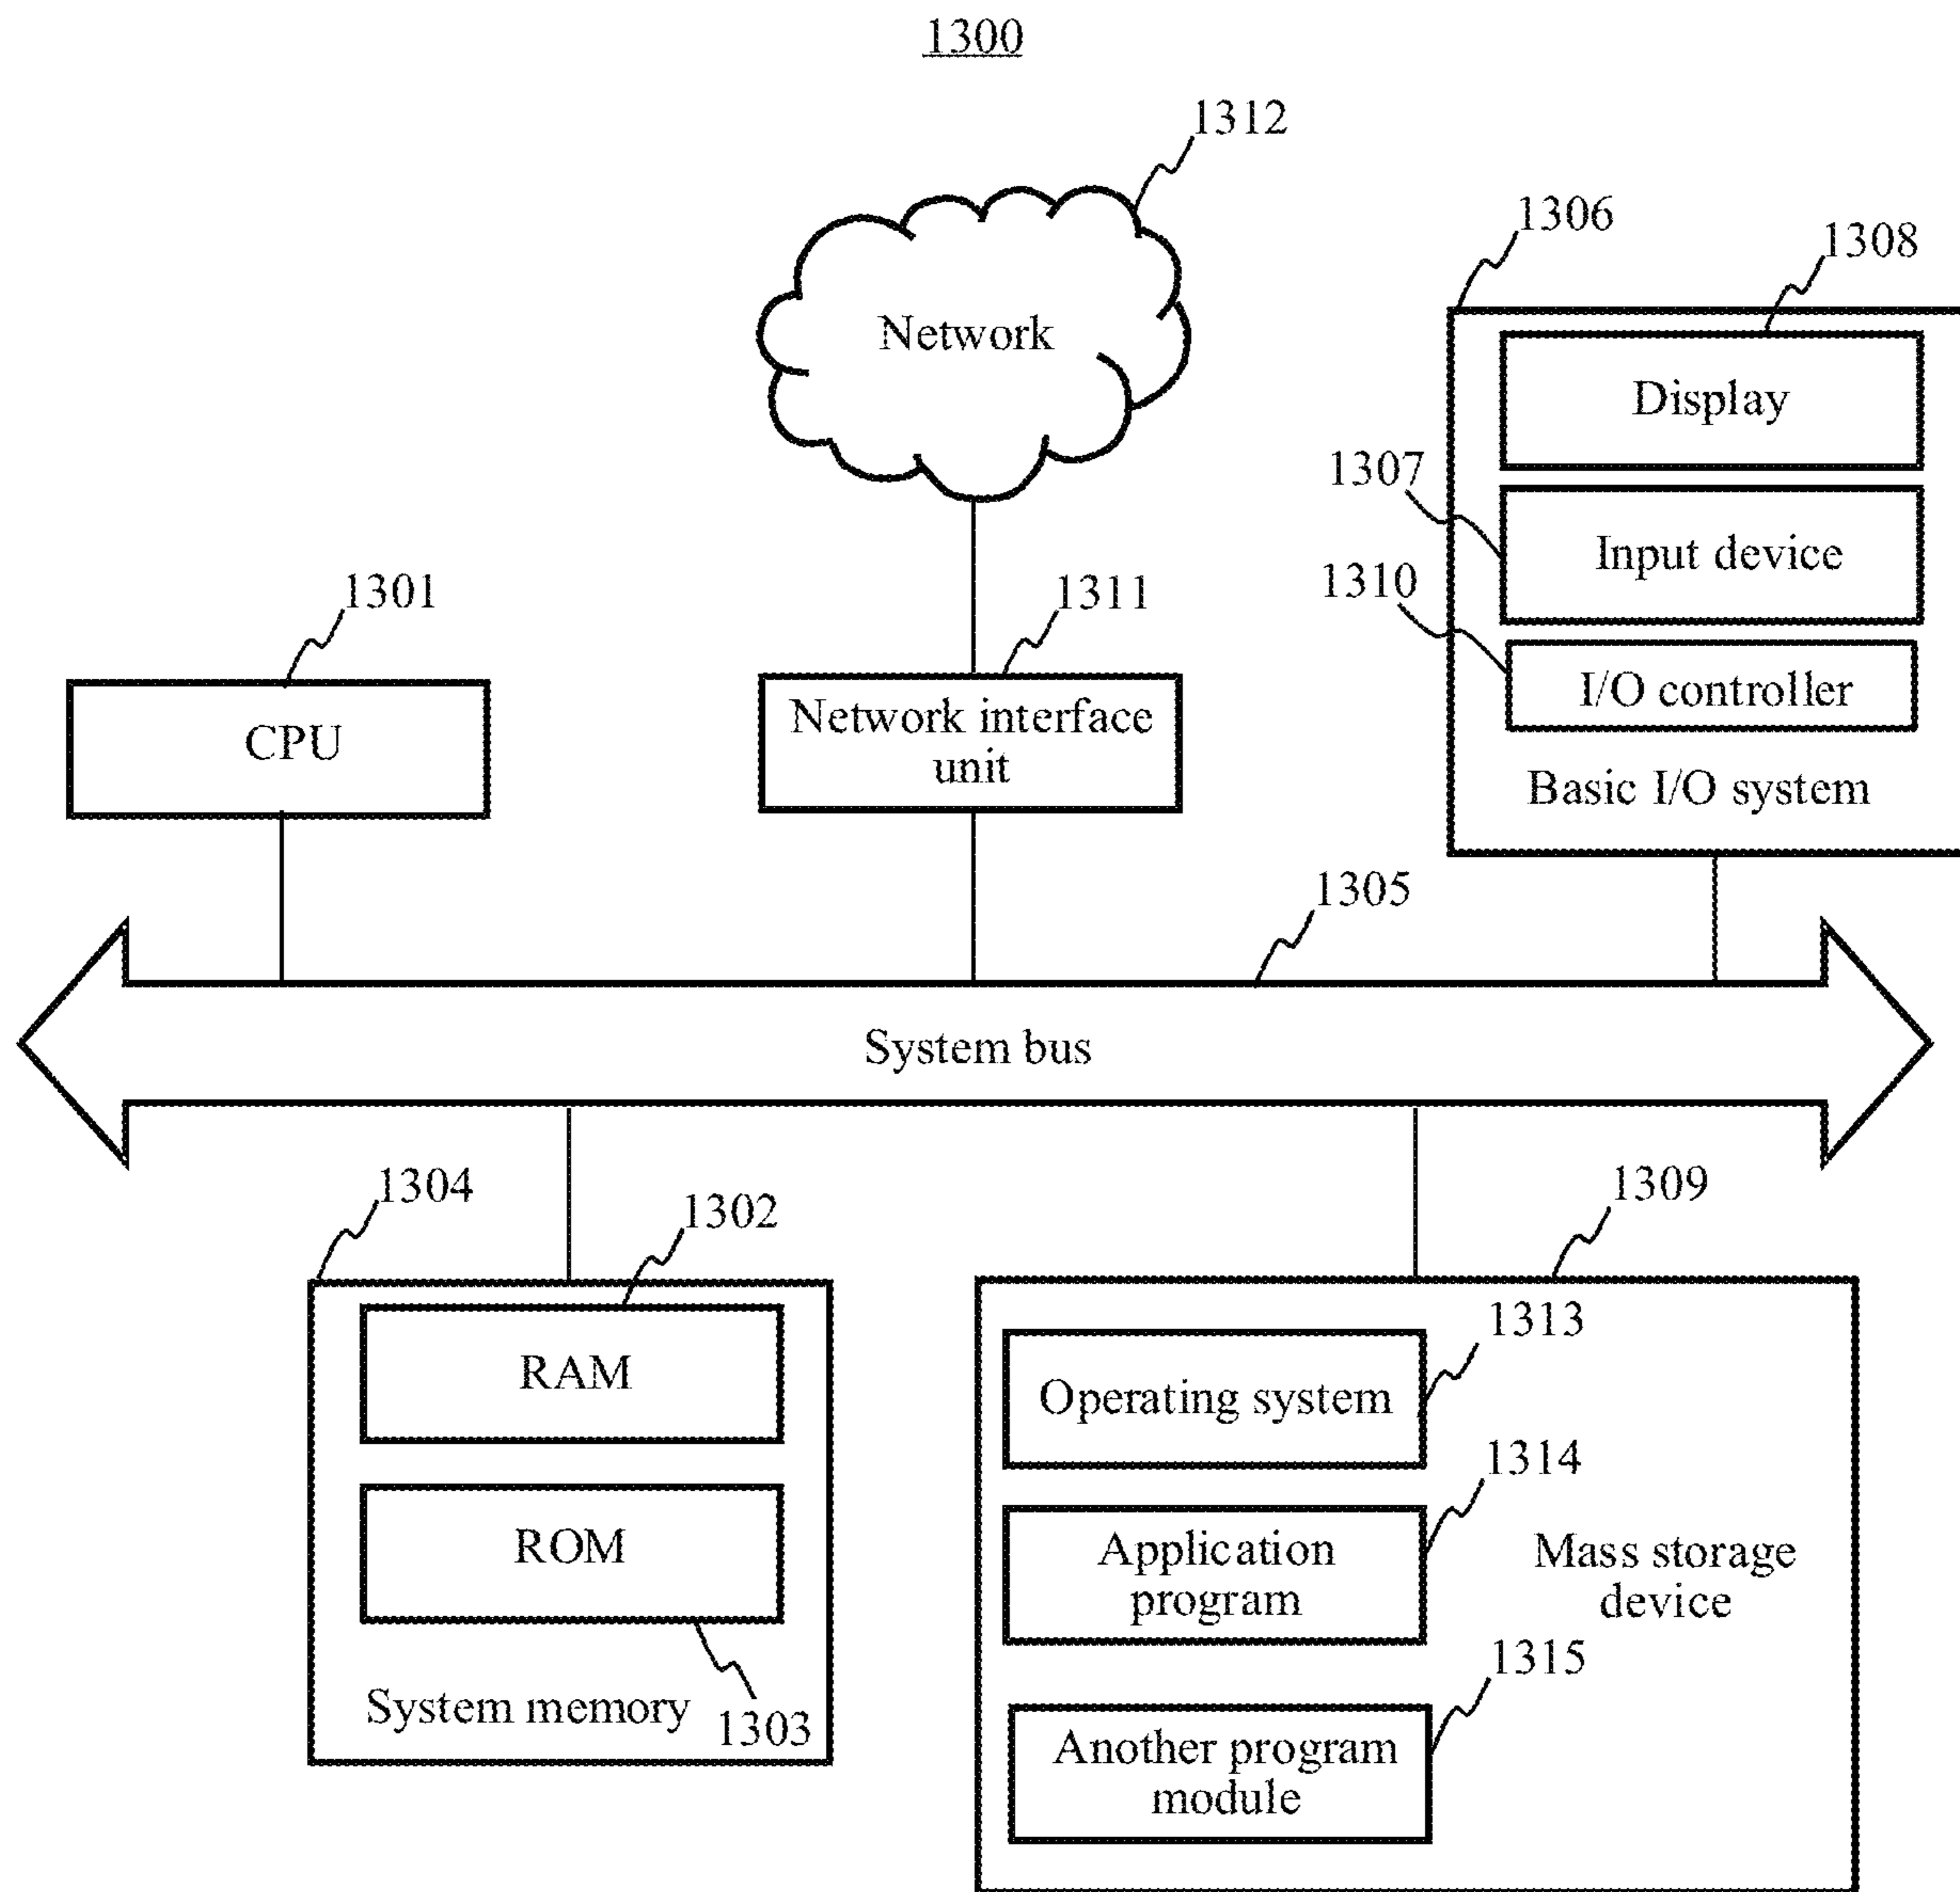 1300
1312
Network
1306
1308
Display
1307
Input device
1310
I/O controller
Basic I/O system
1301
CPU
1311
Network interface
unit
1305
System bus
1304
1302
RAM
ROM
System memory
1303
1309
1313
Operating system
1314
Application
program
Mass storage
device
1315
Another program
module